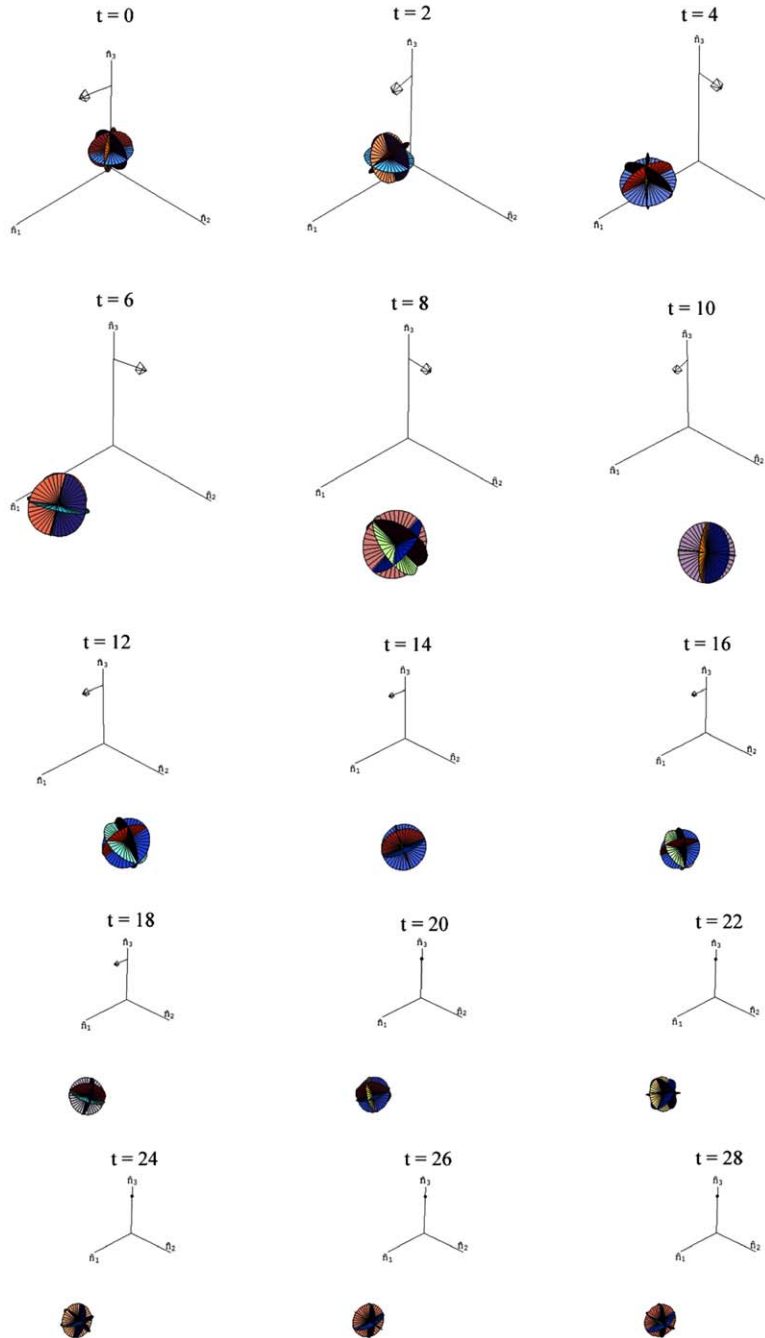 t = 0 t = 2 t = 4
n̂₃ n̂₃ n̂₃
n̂₁ n̂₂ n̂₁ n̂₂ n̂₁
t = 6 t = 8 t = 10
n̂₃ n̂₃ n̂₃
n̂₁ n̂₂ n̂₁ n̂₂ n̂₁ n̂₂
t = 12 t = 14 t = 16
n̂₃ n̂₃ n̂₃
n̂₁ n̂₂ n̂₁ n̂₂ n̂₁ n̂₂
t = 18 t = 20 t = 22
n̂₃ n̂₃ n̂₃
n̂₁ n̂₂ n̂₁ n̂₂ n̂₁ n̂₂
t = 24 t = 26 t = 28
n̂₃ n̂₃ n̂₃
n̂₁ n̂₂ n̂₁ n̂₂ n̂₁ n̂₂